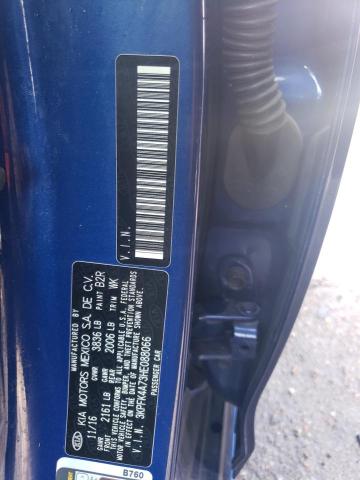 KIA MOTORS MEXICO S.A. DE C.V.
11/16 GVWR 3836 LB PAINT B2R
GAWR FRONT 2161 LB GAWR REAR 2006 LB TRIM WK
THIS VEHICLE CONFORMS TO ALL APPLICABLE U.S.A. FEDERAL
MOTOR VEHICLE SAFETY, BUMPER, AND THEFT PREVENTION
STANDARDS IN EFFECT ON THE DATE OF MANUFACTURE SHOWN ABOVE.
V.I.N. 3KPFK4A73HE088066
PASSENGER CAR
V.I.N.
B760